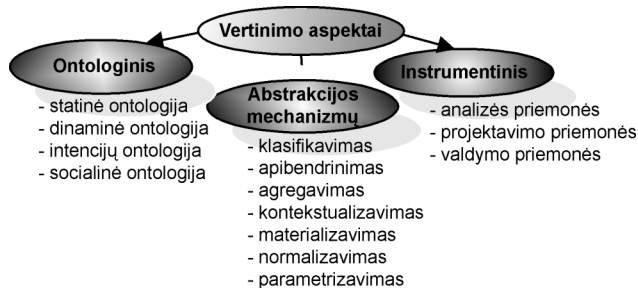 Vertinimo aspektai
Ontologinis
- statinė ontologija
- dinaminė ontologija
- intencijų ontologija
- socialinė ontologija
Abstrakcijos
mechanizmų
- klasifikavimas
- apibendrinimas
- agregavimas
- kontekstualizavimas
- materializavimas
- normalizavimas
- parametrizavimas
Instrumentinis
- analizės priemonės
- projektavimo priemonės
- valdymo priemonės